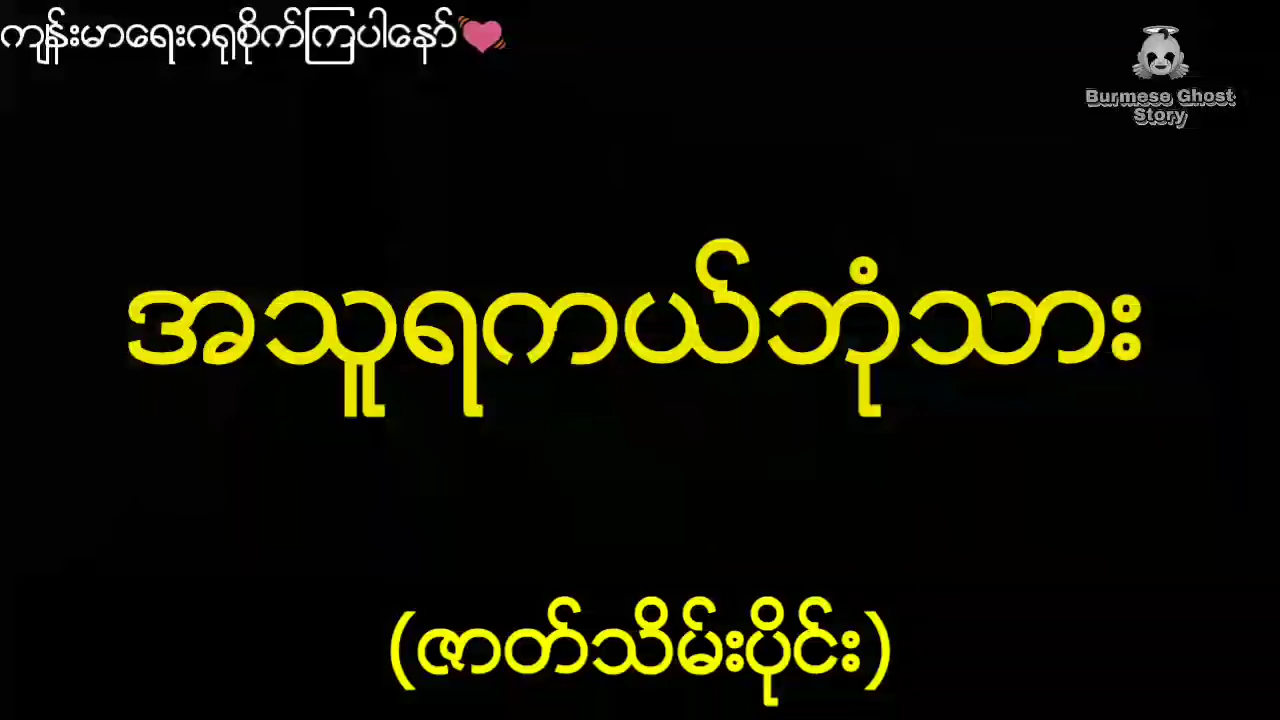 ကျန်းမာရေးဂရုစိုက်ကြပါနော်💓
Burmese Ghost
Story
အသူရကယ်ဘုံသား
(ဇာတ်သိမ်းပိုင်း)